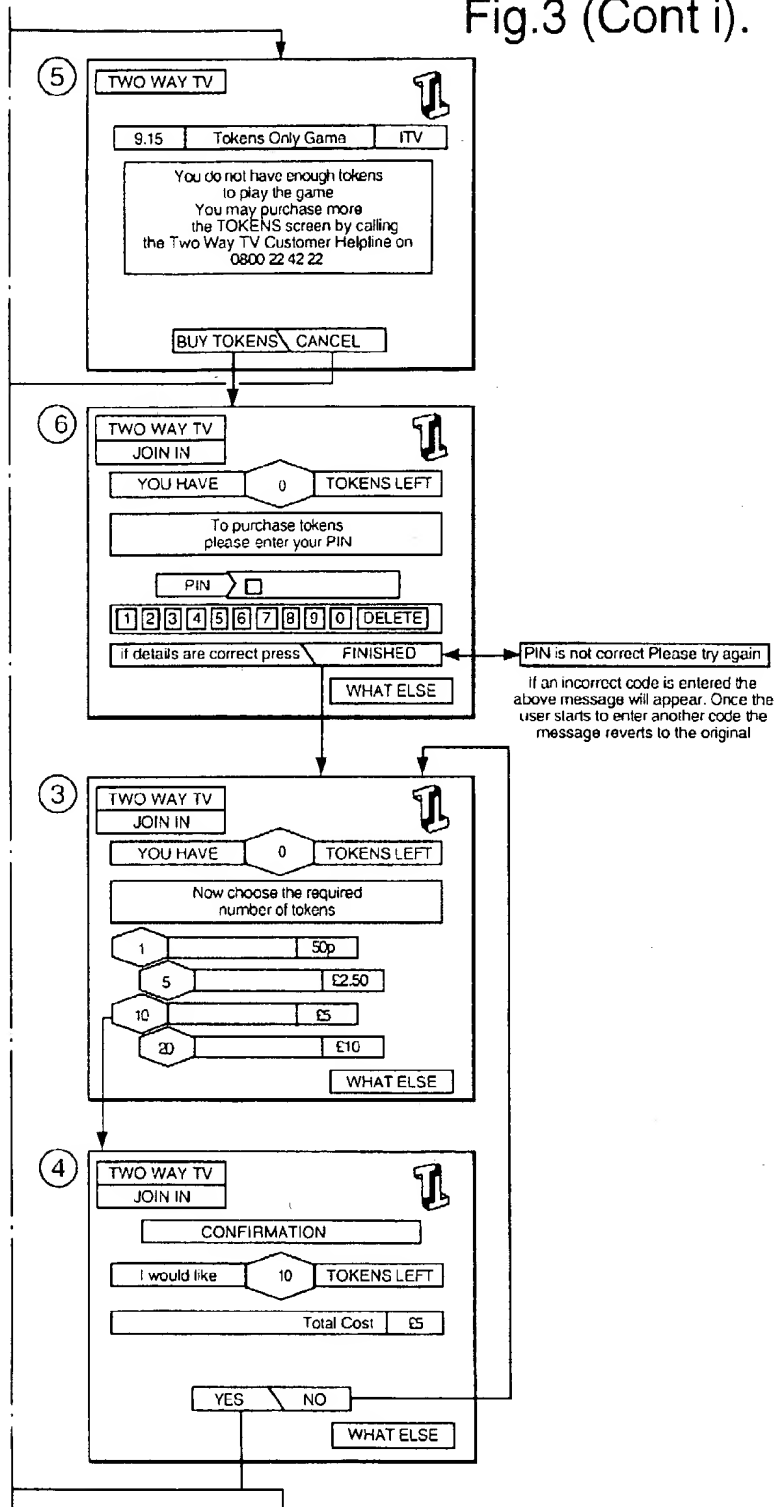 Fig.3 (Cont i).
5
TWO WAY TV
9.15 Tokens Only Game ITV
You do not have enough tokens
to play the game
You may purchase more
the TOKENS screen by calling
the Two Way TV Customer Helpline on
0800 22 42 22
BUY TOKENS CANCEL
6
TWO WAY TV
JOIN IN
YOU HAVE 0 TOKENS LEFT
To purchase tokens
please enter your PIN
PIN
1 2 3 4 5 6 7 8 9 0 DELETE
if details are correct press FINISHED
WHAT ELSE
PIN is not correct Please try again
If an incorrect code is entered the
above message will appear. Once the
user starts to enter another code the
message reverts to the original
3
TWO WAY TV
JOIN IN
YOU HAVE 0 TOKENS LEFT
Now choose the required
number of tokens
1 50p
5 £2.50
10 £5
20 £10
WHAT ELSE
4
TWO WAY TV
JOIN IN
CONFIRMATION
I would like 10 TOKENS LEFT
Total Cost £5
YES NO
WHAT ELSE